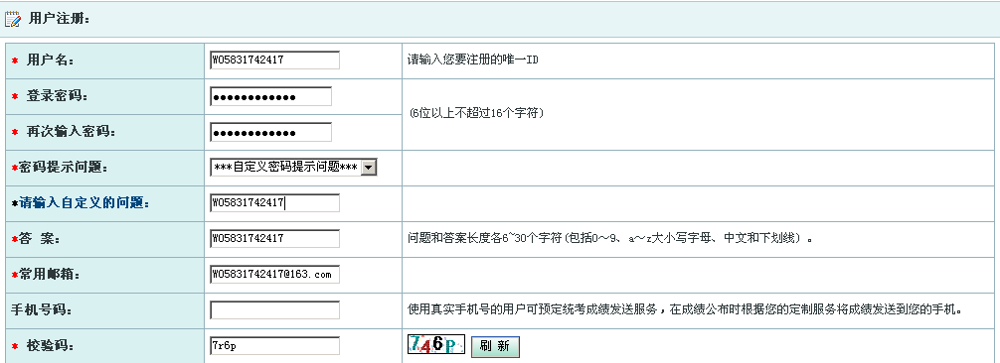 用户注册：
* 用户名： W05831742417 请输入您要注册的唯一ID
* 登录密码： ●●●●●●●●●●●●
(6位以上不超过16个字符)
* 再次输入密码： ●●●●●●●●●●●●
*密码提示问题： ***自定义密码提示问题***
*请输入自定义的问题： W05831742417
*答 案： W05831742417 问题和答案长度各6~30个字符(包括0～9、a～z大小写字母、中文和下划线) 。
*常用邮箱： W05831742417@163.com
手机号码： 使用真实手机号的用户可预定统考成绩发送服务，在成绩公布时根据您的定制服务将成绩发送到您的手机。
* 校验码： 7r6p 746P 刷 新